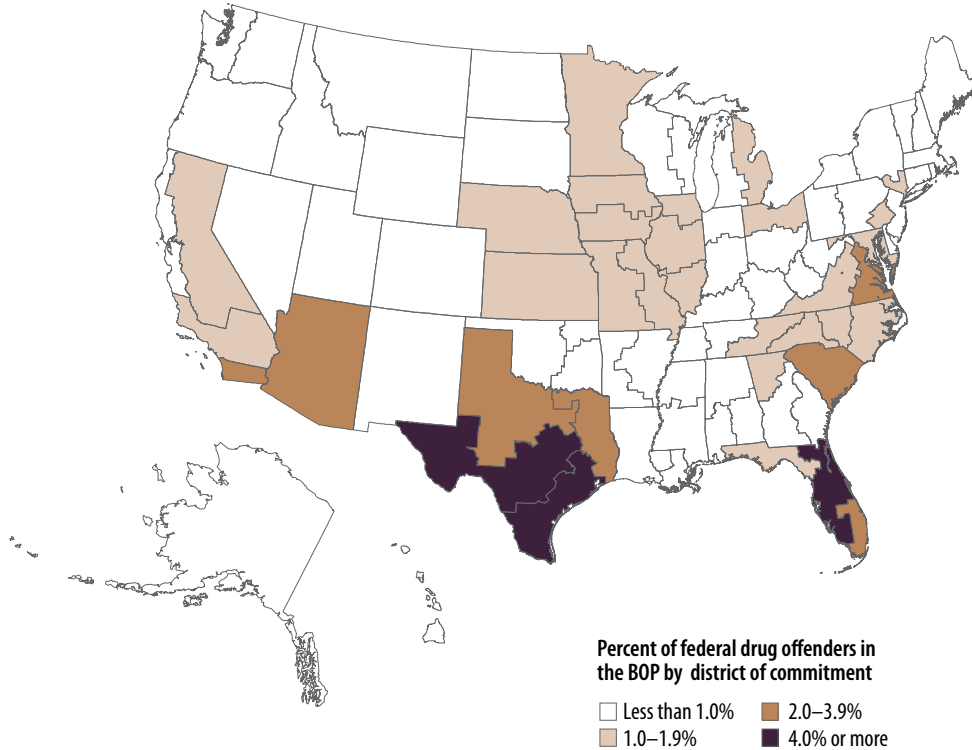 Percent of federal drug offenders in
the BOP by district of commitment
Less than 1.0%
2.0–3.9%
1.0–1.9%
4.0% or more